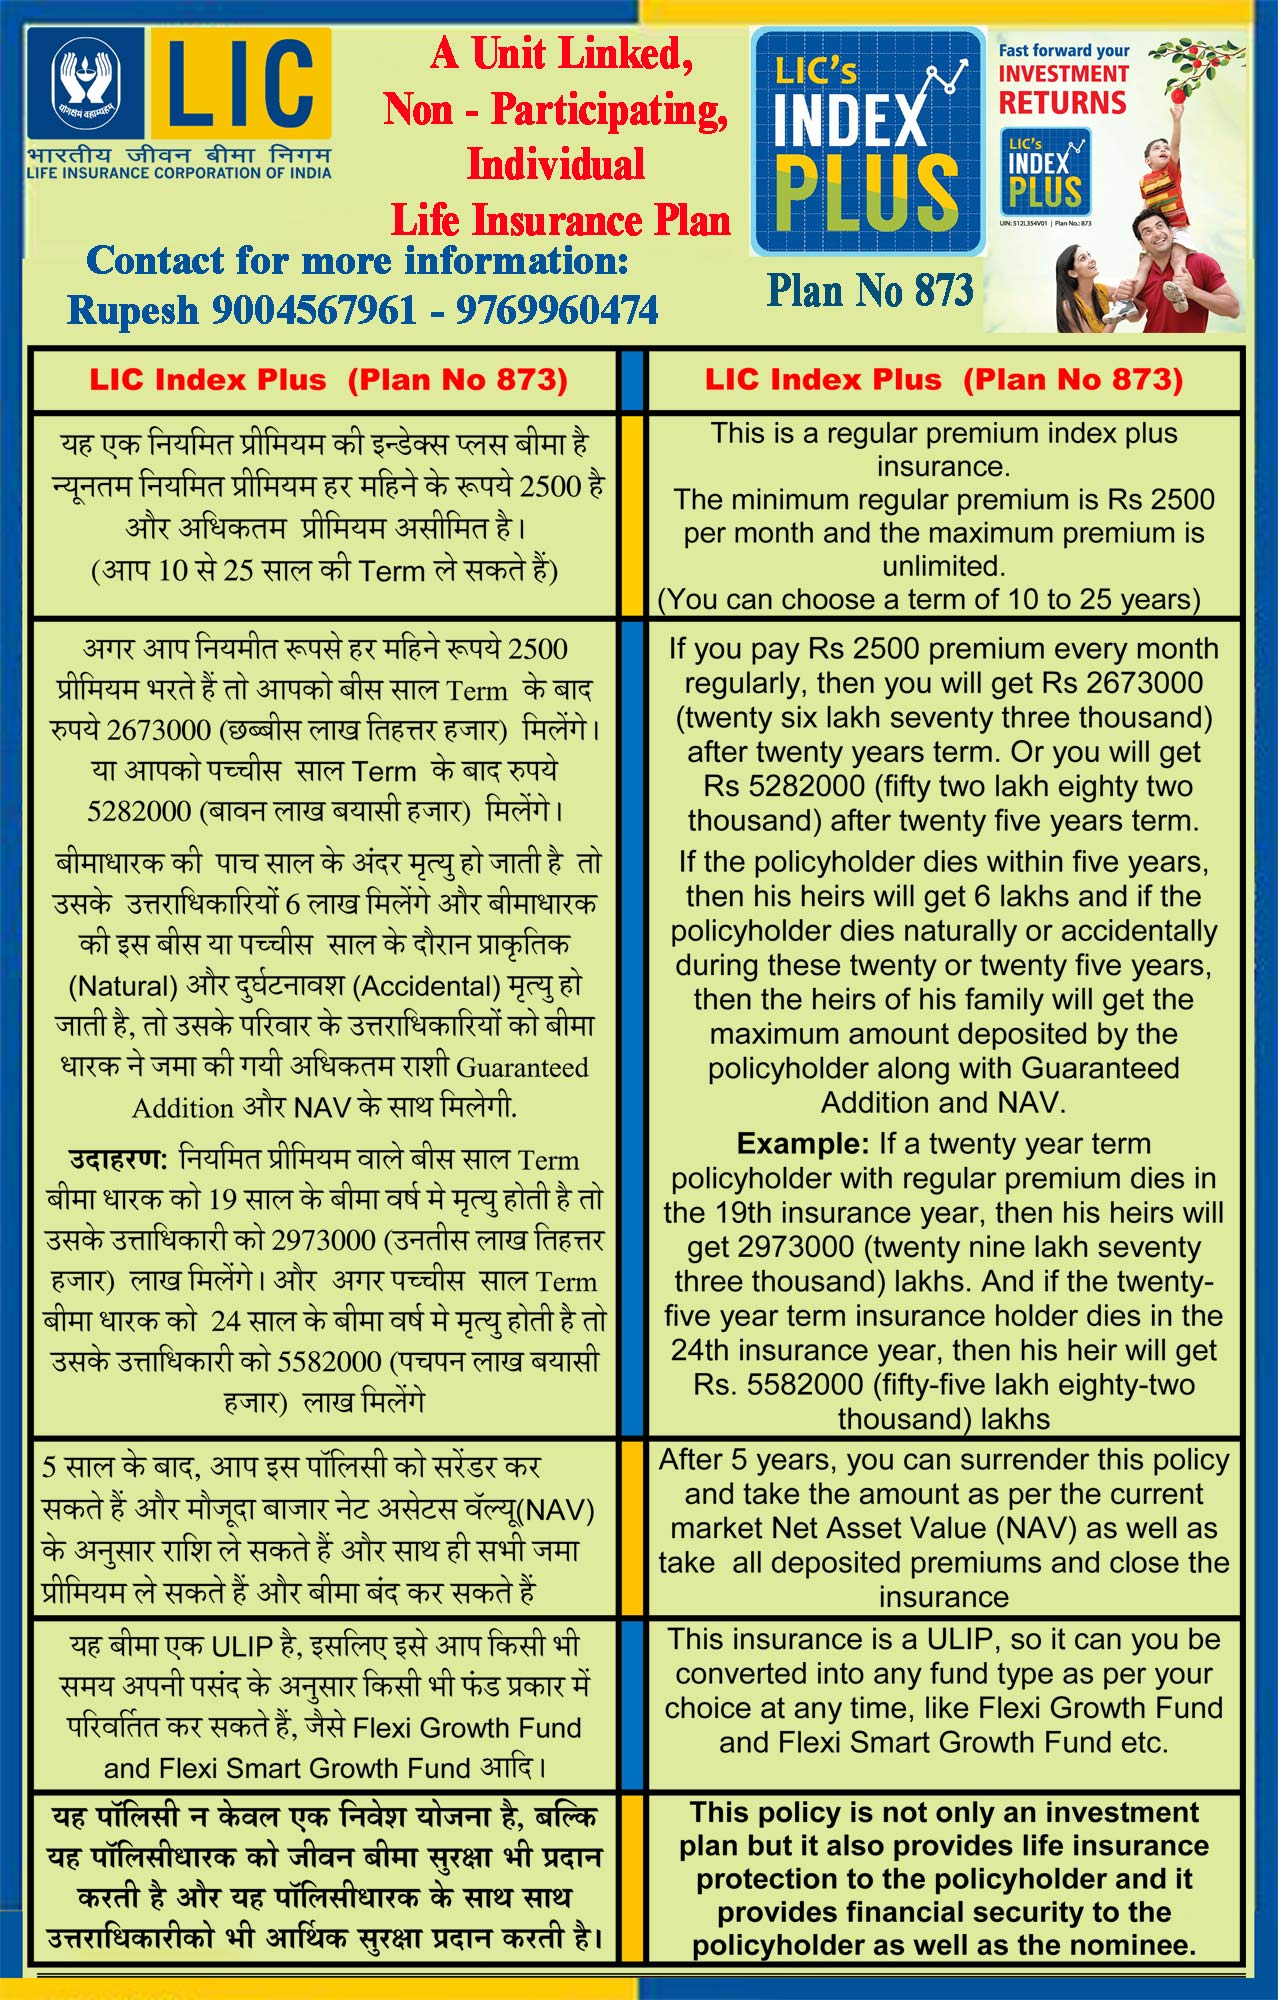 LIC
योगक्षेमं वहाम्यहम्
भारतीय जीवन बीमा निगम
LIFE INSURANCE CORPORATION OF INDIA
A Unit Linked,
Non - Participating,
Individual
Life Insurance Plan
Contact for more information:
Rupesh 9004567961 - 9769960474
LIC's
INDEX
PLUS
Plan No 873
Fast forward your
INVESTMENT
RETURNS
LIC's
INDEX
PLUS
UIN: 512L354V01 | Plan No.: 873
LIC Index Plus (Plan No 873)
यह एक नियमित प्रीमियम की इन्डेक्स प्लस बीमा है
न्यूनतम नियमित प्रीमियम हर महिने के रूपये 2500 है
और अधिकतम प्रीमियम असीमित है।
(आप 10 से 25 साल की Term ले सकते हैं)
अगर आप नियमीत रूपसे हर महिने रूपये 2500
प्रीमियम भरते हैं तो आपको बीस साल Term के बाद
रुपये 2673000 (छब्बीस लाख तिहत्तर हजार) मिलेंगे।
या आपको पच्चीस साल Term के बाद रुपये
5282000 (बावन लाख बयासी हजार) मिलेंगे।
बीमाधारक की पाच साल के अंदर मृत्यु हो जाती है तो
उसके उत्तराधिकारियों 6 लाख मिलेंगे और बीमाधारक
की इस बीस या पच्चीस साल के दौरान प्राकृतिक
(Natural) और दुर्घटनावश (Accidental) मृत्यु हो
जाती है, तो उसके परिवार के उत्तराधिकारियों को बीमा
धारक ने जमा की गयी अधिकतम राशी Guaranteed
Addition और NAV के साथ मिलेगी.
उदाहरण: नियमित प्रीमियम वाले बीस साल Term
बीमा धारक को 19 साल के बीमा वर्ष मे मृत्यु होती है तो
उसके उत्ताधिकारी को 2973000 (उनतीस लाख तिहत्तर
हजार) लाख मिलेंगे। और अगर पच्चीस साल Term
बीमा धारक को 24 साल के बीमा वर्ष मे मृत्यु होती है तो
उसके उत्ताधिकारी को 5582000 (पचपन लाख बयासी
हजार) लाख मिलेंगे
5 साल के बाद, आप इस पॉलिसी को सरेंडर कर
सकते हैं और मौजूदा बाजार नेट असेटस वॅल्यू(NAV)
के अनुसार राशि ले सकते हैं और साथ ही सभी जमा
प्रीमियम ले सकते हैं और बीमा बंद कर सकते हैं
यह बीमा एक ULIP है, इसलिए इसे आप किसी भी
समय अपनी पसंद के अनुसार किसी भी फंड प्रकार में
परिवर्तित कर सकते हैं, जैसे Flexi Growth Fund
and Flexi Smart Growth Fund आदि।
यह पॉलिसी न केवल एक निवेश योजना है, बल्कि
यह पॉलिसीधारक को जीवन बीमा सुरक्षा भी प्रदान
करती है और यह पॉलिसीधारक के साथ साथ
उत्तराधिकारीको भी आर्थिक सुरक्षा प्रदान करती है।
LIC Index Plus (Plan No 873)
This is a regular premium index plus
insurance.
The minimum regular premium is Rs 2500
per month and the maximum premium is
unlimited.
(You can choose a term of 10 to 25 years)
If you pay Rs 2500 premium every month
regularly, then you will get Rs 2673000
(twenty six lakh seventy three thousand)
after twenty years term. Or you will get
Rs 5282000 (fifty two lakh eighty two
thousand) after twenty five years term.
If the policyholder dies within five years,
then his heirs will get 6 lakhs and if the
policyholder dies naturally or accidentally
during these twenty or twenty five years,
then the heirs of his family will get the
maximum amount deposited by the
policyholder along with Guaranteed
Addition and NAV.
Example: If a twenty year term
policyholder with regular premium dies in
the 19th insurance year, then his heirs will
get 2973000 (twenty nine lakh seventy
three thousand) lakhs. And if the twenty-
five year term insurance holder dies in the
24th insurance year, then his heir will get
Rs. 5582000 (fifty-five lakh eighty-two
thousand) lakhs
After 5 years, you can surrender this policy
and take the amount as per the current
market Net Asset Value (NAV) as well as
take all deposited premiums and close the
insurance
This insurance is a ULIP, so it can you be
converted into any fund type as per your
choice at any time, like Flexi Growth Fund
and Flexi Smart Growth Fund etc.
This policy is not only an investment
plan but it also provides life insurance
protection to the policyholder and it
provides financial security to the
policyholder as well as the nominee.